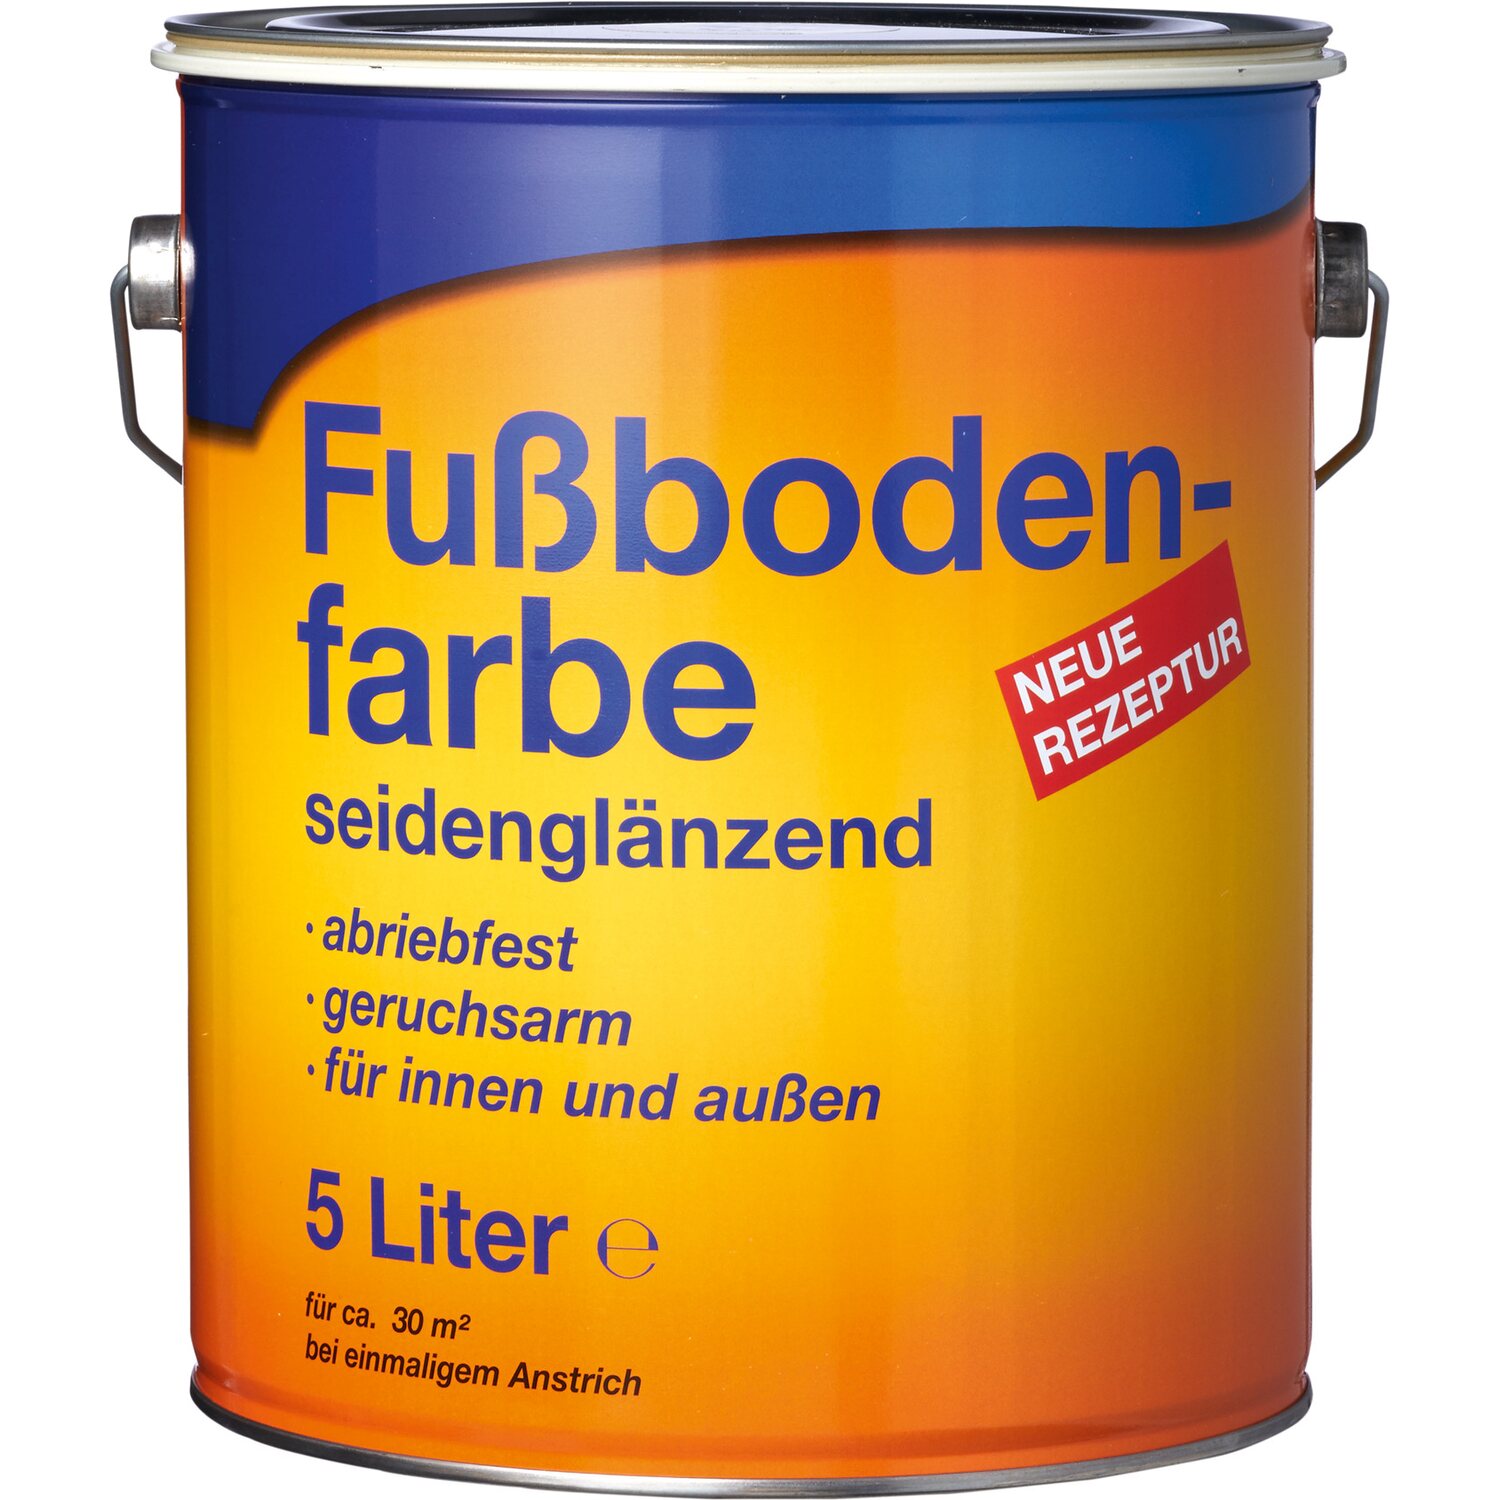 Fußboden-
farbe
NEUE
REZEPTUR
seidenglänzend
· abriebfest
· geruchsarm
· für innen und außen
5 Liter ℮
für ca. 30 m²
bei einmaligem Anstrich